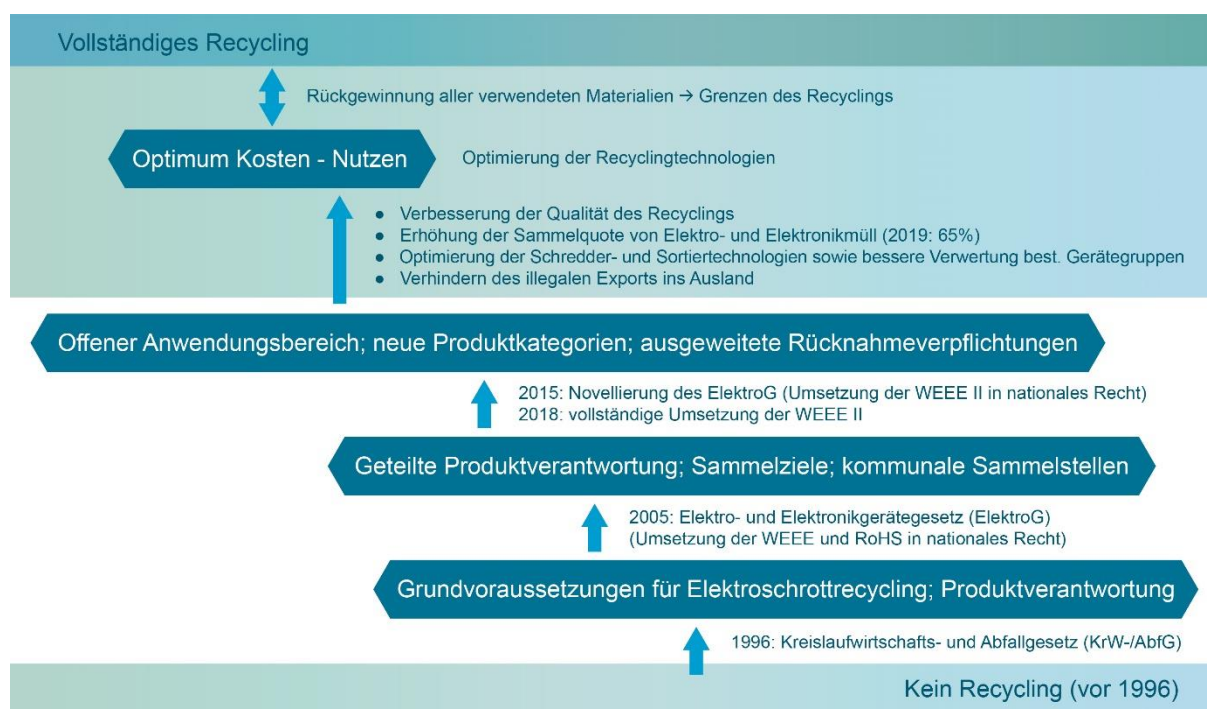 Vollständiges Recycling
Rückgewinnung aller verwendeten Materialien → Grenzen des Recyclings
Optimum Kosten - Nutzen
Optimierung der Recyclingtechnologien
● Verbesserung der Qualität des Recyclings
● Erhöhung der Sammelquote von Elektro- und Elektronikmüll (2019: 65%)
● Optimierung der Schredder- und Sortiertechnologien sowie bessere Verwertung best. Gerätegruppen
● Verhindern des illegalen Exports ins Ausland
Offener Anwendungsbereich; neue Produktkategorien; ausgeweitete Rücknahmeverpflichtungen
2015: Novellierung des ElektroG (Umsetzung der WEEE II in nationales Recht)
2018: vollständige Umsetzung der WEEE II
Geteilte Produktverantwortung; Sammelziele; kommunale Sammelstellen
2005: Elektro- und Elektronikgerätegesetz (ElektroG)
(Umsetzung der WEEE und RoHS in nationales Recht)
Grundvoraussetzungen für Elektroschrottrecycling; Produktverantwortung
1996: Kreislaufwirtschafts- und Abfallgesetz (KrW-/AbfG)
Kein Recycling (vor 1996)